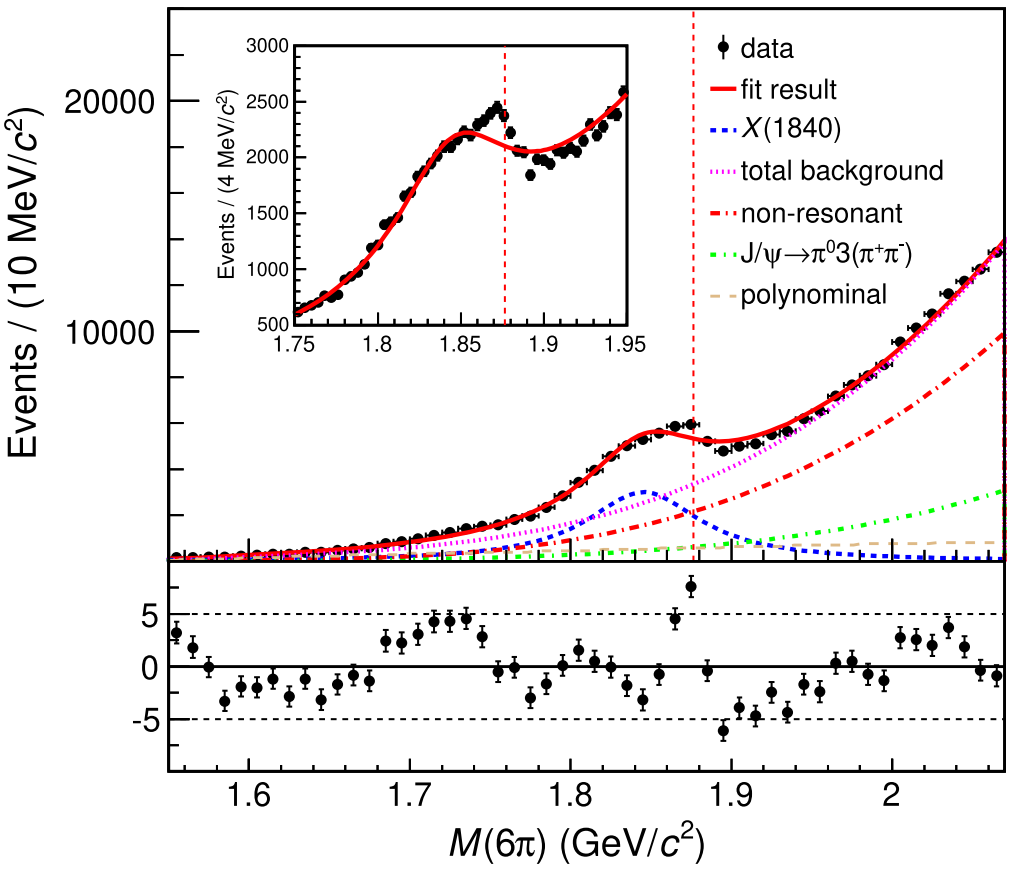 Events / (10 MeV/c²)
20000
10000
Events / (4 MeV/c²)
3000
2500
2000
1500
1000
500
1.75 1.8 1.85 1.9 1.95
data
fit result
X(1840)
total background
non-resonant
J/ψ→π⁰3(π⁺π⁻)
polynominal
5
0
-5
1.6 1.7 1.8 1.9 2
M(6π) (GeV/c²)